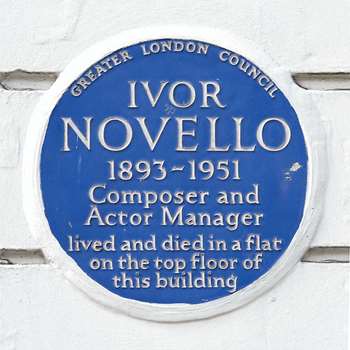 GREATER LONDON COUNCIL
IVOR
NOVELLO
1893-1951
Composer and
Actor Manager
lived and died in a flat
on the top floor of
this building